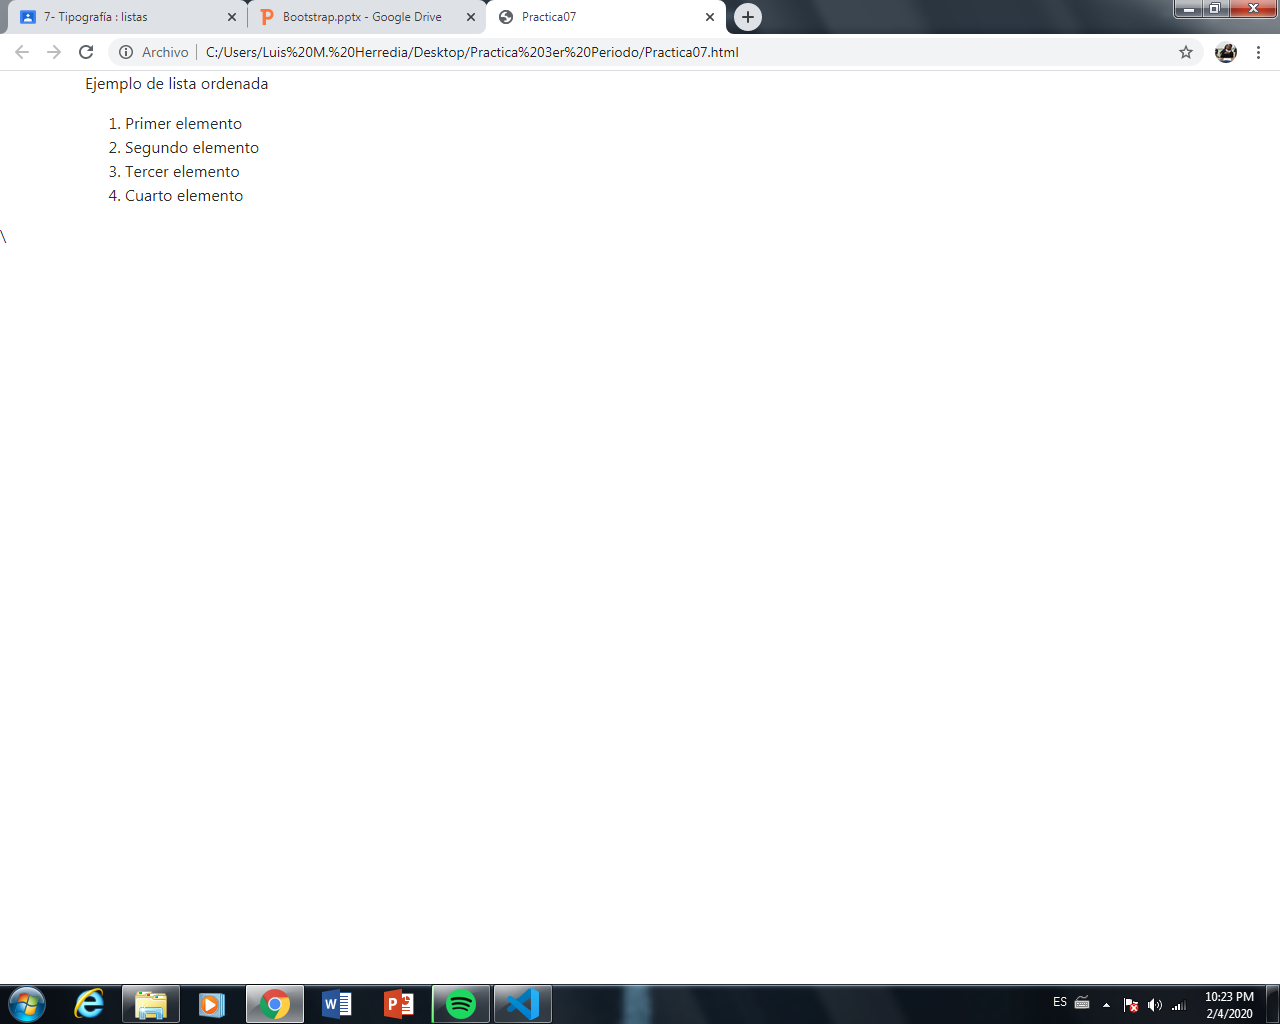 7- Tipografía : listas
Bootstrap.pptx - Google Drive
Practica07
Archivo
C:/Users/Luis%20M.%20Herredia/Desktop/Practica%203er%20Periodo/Practica07.html
Ejemplo de lista ordenada
1. Primer elemento
2. Segundo elemento
3. Tercer elemento
4. Cuarto elemento
\
ES
10:23 PM
2/4/2020